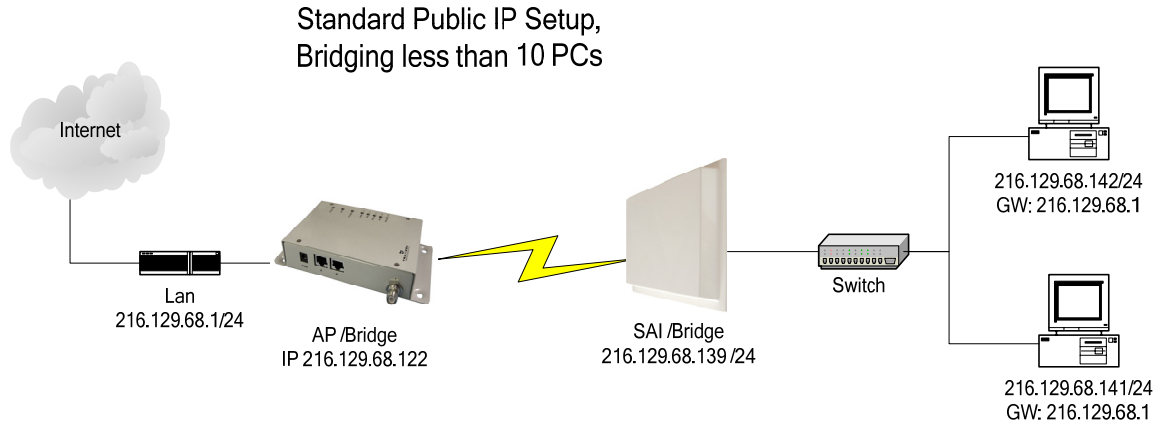 Standard Public IP Setup,
Bridging less than 10 PCs
Internet
Lan
216.129.68.1/24
AP /Bridge
IP 216.129.68.122
SAI /Bridge
216.129.68.139 /24
Switch
216.129.68.142/24
GW: 216.129.68.1
216.129.68.141/24
GW: 216.129.68.1